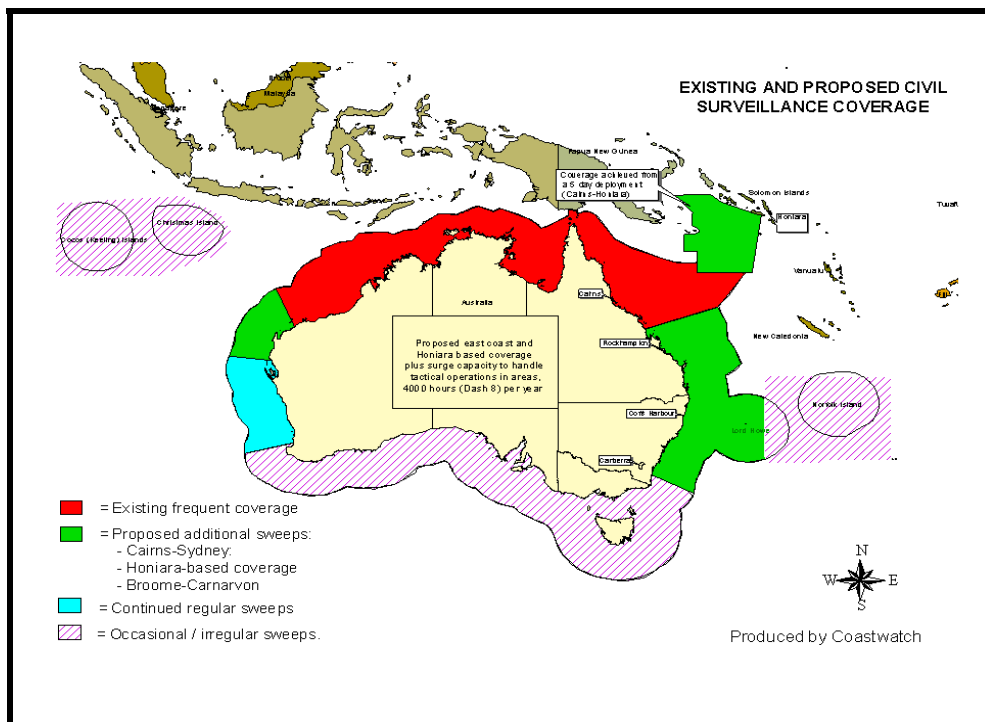 EXISTING AND PROPOSED CIVIL
SURVEILLANCE COVERAGE
Malaysia
Papua New Guinea
Coverage achieved from
a 5 day deployment
(Cairns-Honiara)
Solomon Islands
Honiara
Tuvalu
Christmas Island
Cocos (Keeling) Islands
Vanuatu
Cairns
Australia
New Caledonia
Proposed east coast and
Honiara based coverage
plus surge capacity to handle
tactical operations in areas,
4000 hours (Dash 8) per year
Rockhampton
Norfolk Island
Coff Harbour
Lord Howe
Canberra
= Existing frequent coverage
= Proposed additional sweeps:
- Cairns-Sydney:
- Honiara-based coverage
- Broome-Carnarvon
= Continued regular sweeps
= Occasional / irregular sweeps.
N
W
E
S
Produced by Coastwatch